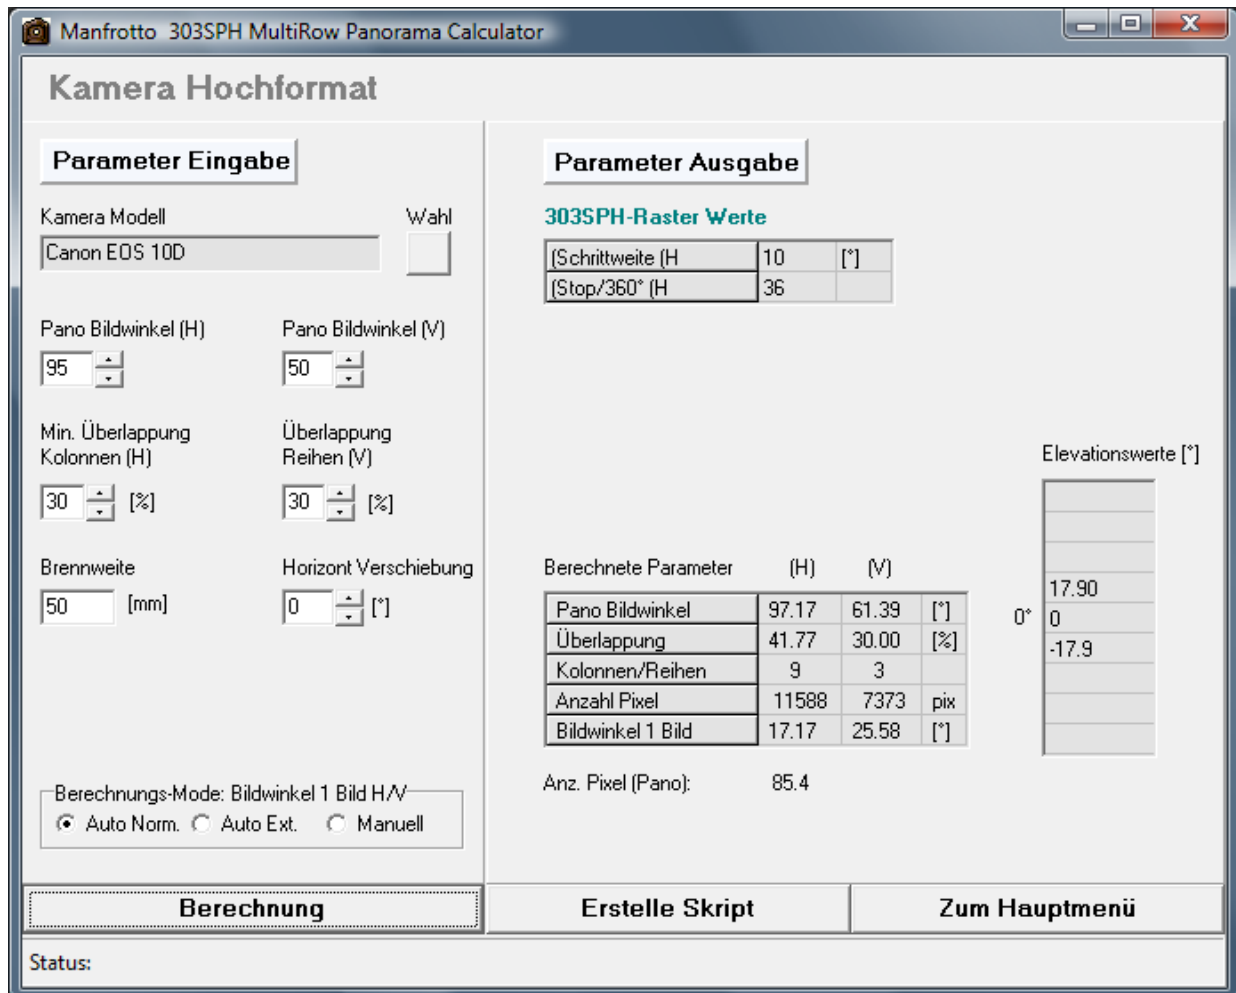 Manfrotto 303SPH MultiRow Panorama Calculator
Kamera Hochformat
Parameter Eingabe
Kamera Modell Wahl
Canon EOS 10D
Pano Bildwinkel (H) Pano Bildwinkel (V)
95 50
Min. Überlappung Überlappung
Kolonnen (H) Reihen (V)
30 [%] 30 [%]
Brennweite Horizont Verschiebung
50 [mm] 0 [°]
Berechnungs-Mode: Bildwinkel 1 Bild H/V
Auto Norm. Auto Ext. Manuell
Parameter Ausgabe
303SPH-Raster Werte
(Schrittweite (H 10 [°]
(Stop/360° (H 36
Elevationswerte [°]
17.90
0° 0
-17.9
Berechnete Parameter (H) (V)
Pano Bildwinkel 97.17 61.39 [°]
Überlappung 41.77 30.00 [%]
Kolonnen/Reihen 9 3
Anzahl Pixel 11588 7373 pix
Bildwinkel 1 Bild 17.17 25.58 [°]
Anz. Pixel (Pano): 85.4
Berechnung Erstelle Skript Zum Hauptmenü
Status: